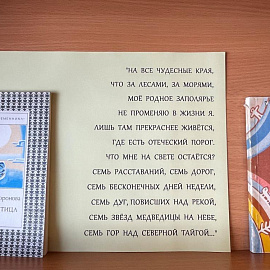 "НА ВСЕ ЧУДЕСНЫЕ КРАЯ,
ЧТО ЗА ЛЕСАМИ, ЗА МОРЯМИ,
МОЁ РОДНОЕ ЗАПОЛЯРЬЕ
НЕ ПРОМЕНЯЮ В ЖИЗНИ Я.
ЛИШЬ ТАМ ПРЕКРАСНЕЕ ЖИВЁТСЯ,
ГДЕ ЕСТЬ ОТЕЧЕСКИЙ ПОРОГ.
ЧТО МНЕ НА СВЕТЕ ОСТАЁТСЯ?
СЕМЬ РАССТАВАНИЙ, СЕМЬ ДОРОГ,
СЕМЬ БЕСКОНЕЧНЫХ ДНЕЙ НЕДЕЛИ,
СЕМЬ ДУГ, ПОВИСШИХ НАД РЕКОЙ,
СЕМЬ ЗВЁЗД МЕДВЕДИЦЫ НА НЕБЕ,
СЕМЬ ГОР НАД СЕВЕРНОЙ ТАЙГОЙ..."
оронова
ТИЦА